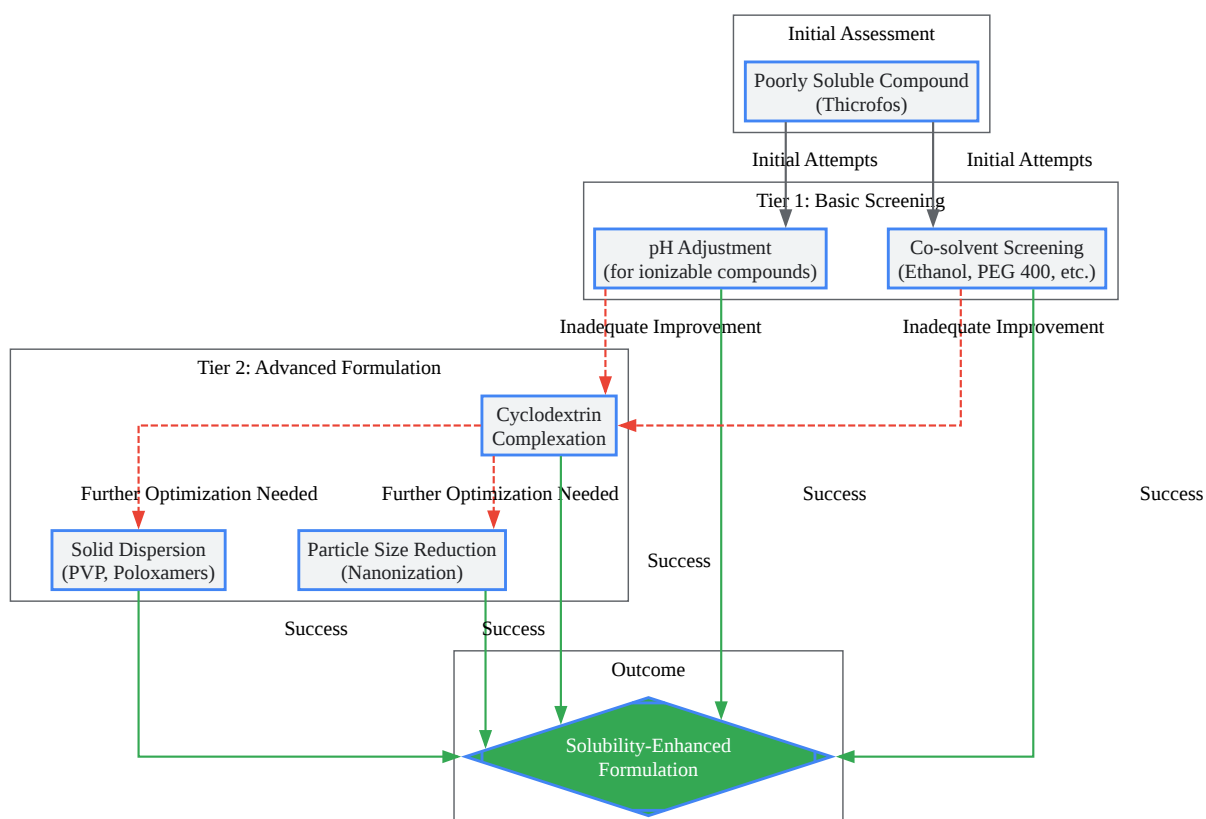 Initial Assessment
Poorly Soluble Compound
(Thicrofos)
Initial Attempts
Initial Attempts
Tier 1: Basic Screening
pH Adjustment
(for ionizable compounds)
Co-solvent Screening
(Ethanol, PEG 400, etc.)
Inadequate Improvement
Inadequate Improvement
Tier 2: Advanced Formulation
Cyclodextrin
Complexation
Further Optimization Needed
Further Optimization Needed
Success
Success
Solid Dispersion
(PVP, Poloxamers)
Particle Size Reduction
(Nanonization)
Success
Success
Success
Outcome
Solubility-Enhanced
Formulation